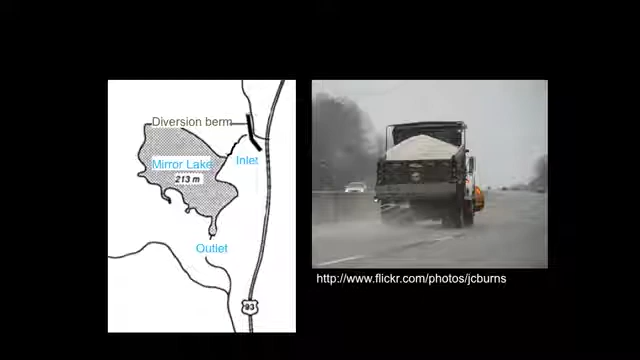 Diversion berm
Mirror Lake
213 m
Inlet
Outlet
93
http://www.flickr.com/photos/jcburns